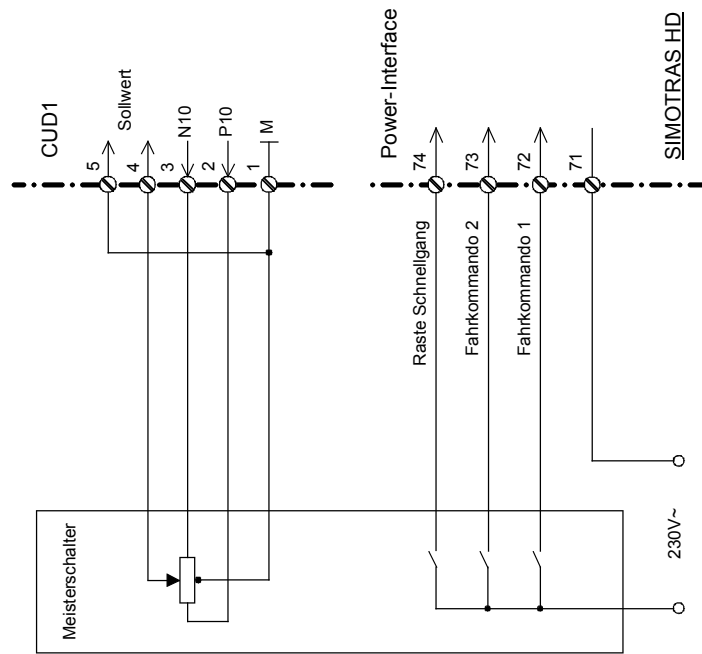 CUD1
5
Sollwert
4
N10
3
P10
2
M
1
Power-Interface
74
Raste Schnellgang
73
Fahrkommando 2
72
Fahrkommando 1
71
SIMOTRAS HD
Meisterschalter
230V~